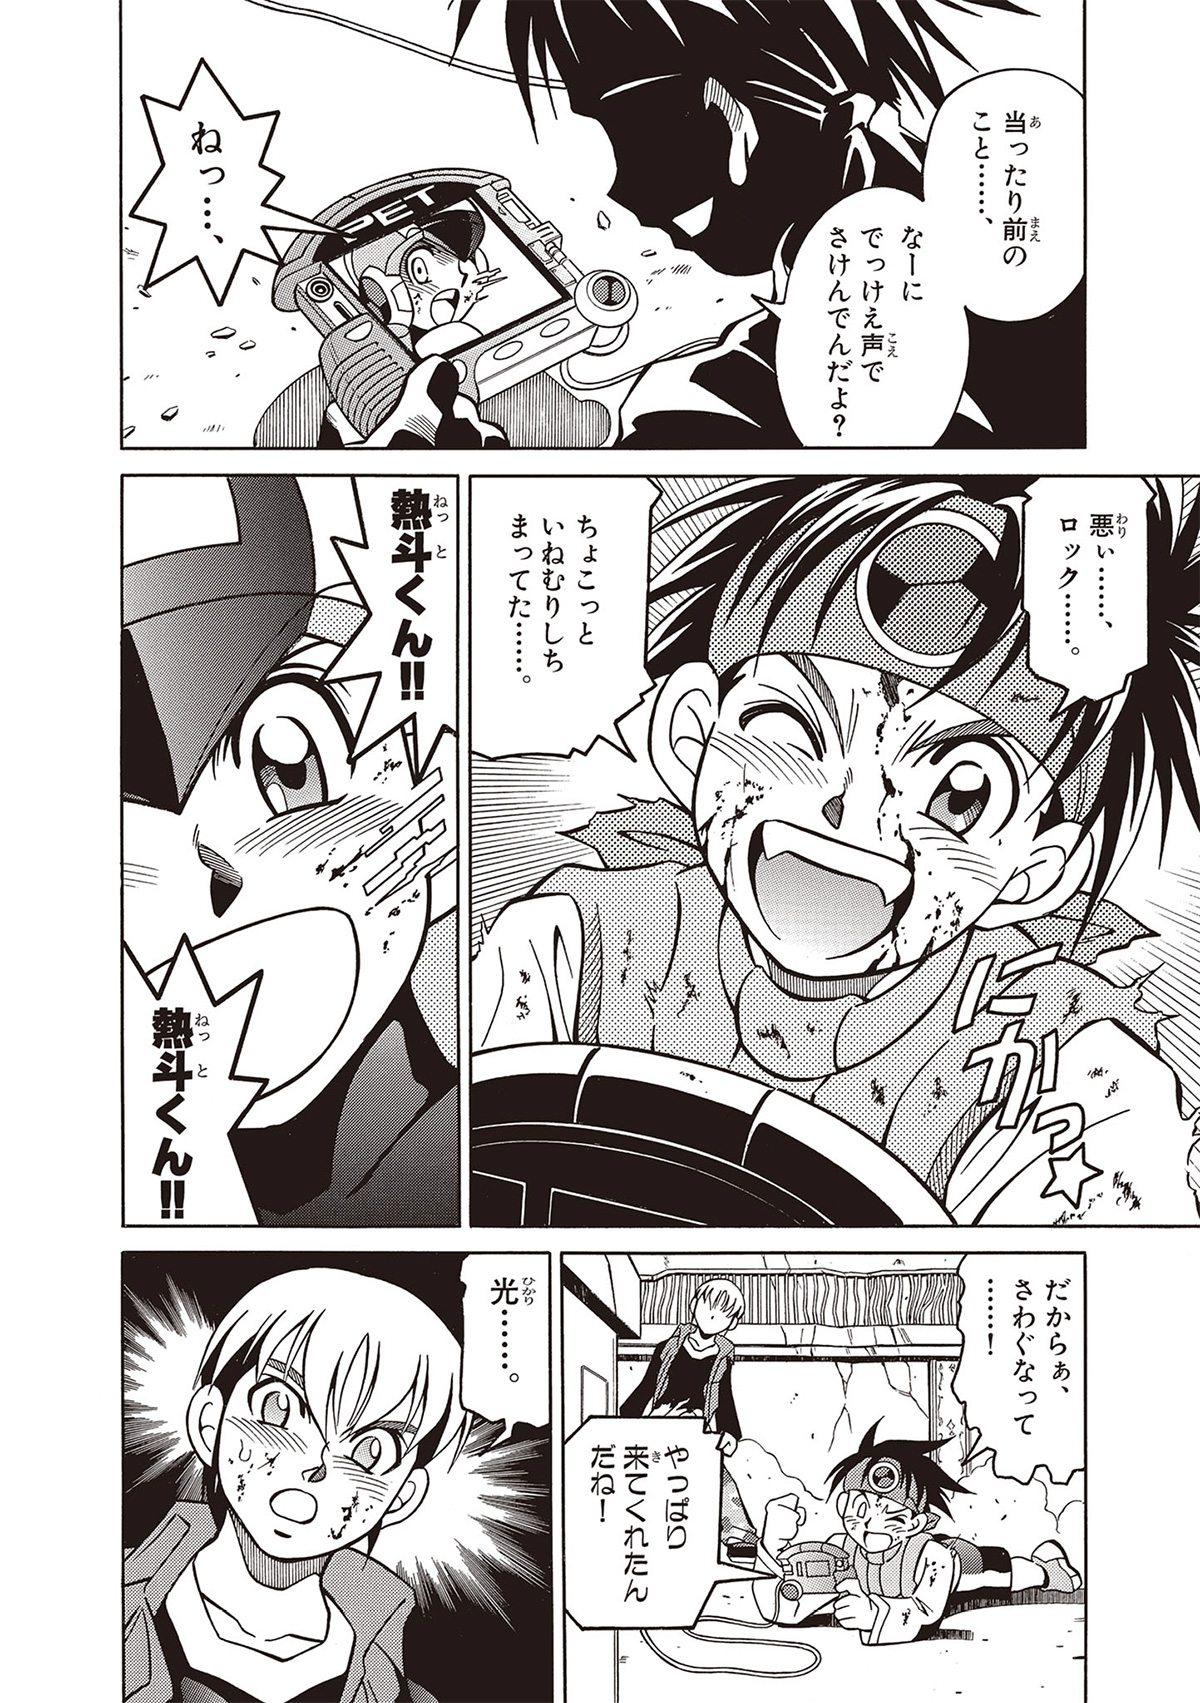 当ったり前の
こと……、
なーに
でっけえ声で
さけんでんだよ？
ねっ…、
PET
悪ぃ……、
ロック……。
ちょこっと
いねむりしち
まってた……。
ニカっ☆
熱斗くん!!
熱斗くん!!
だからぁ、
さわぐなって
……！
やっぱり
来てくれたん
だね！
光……。